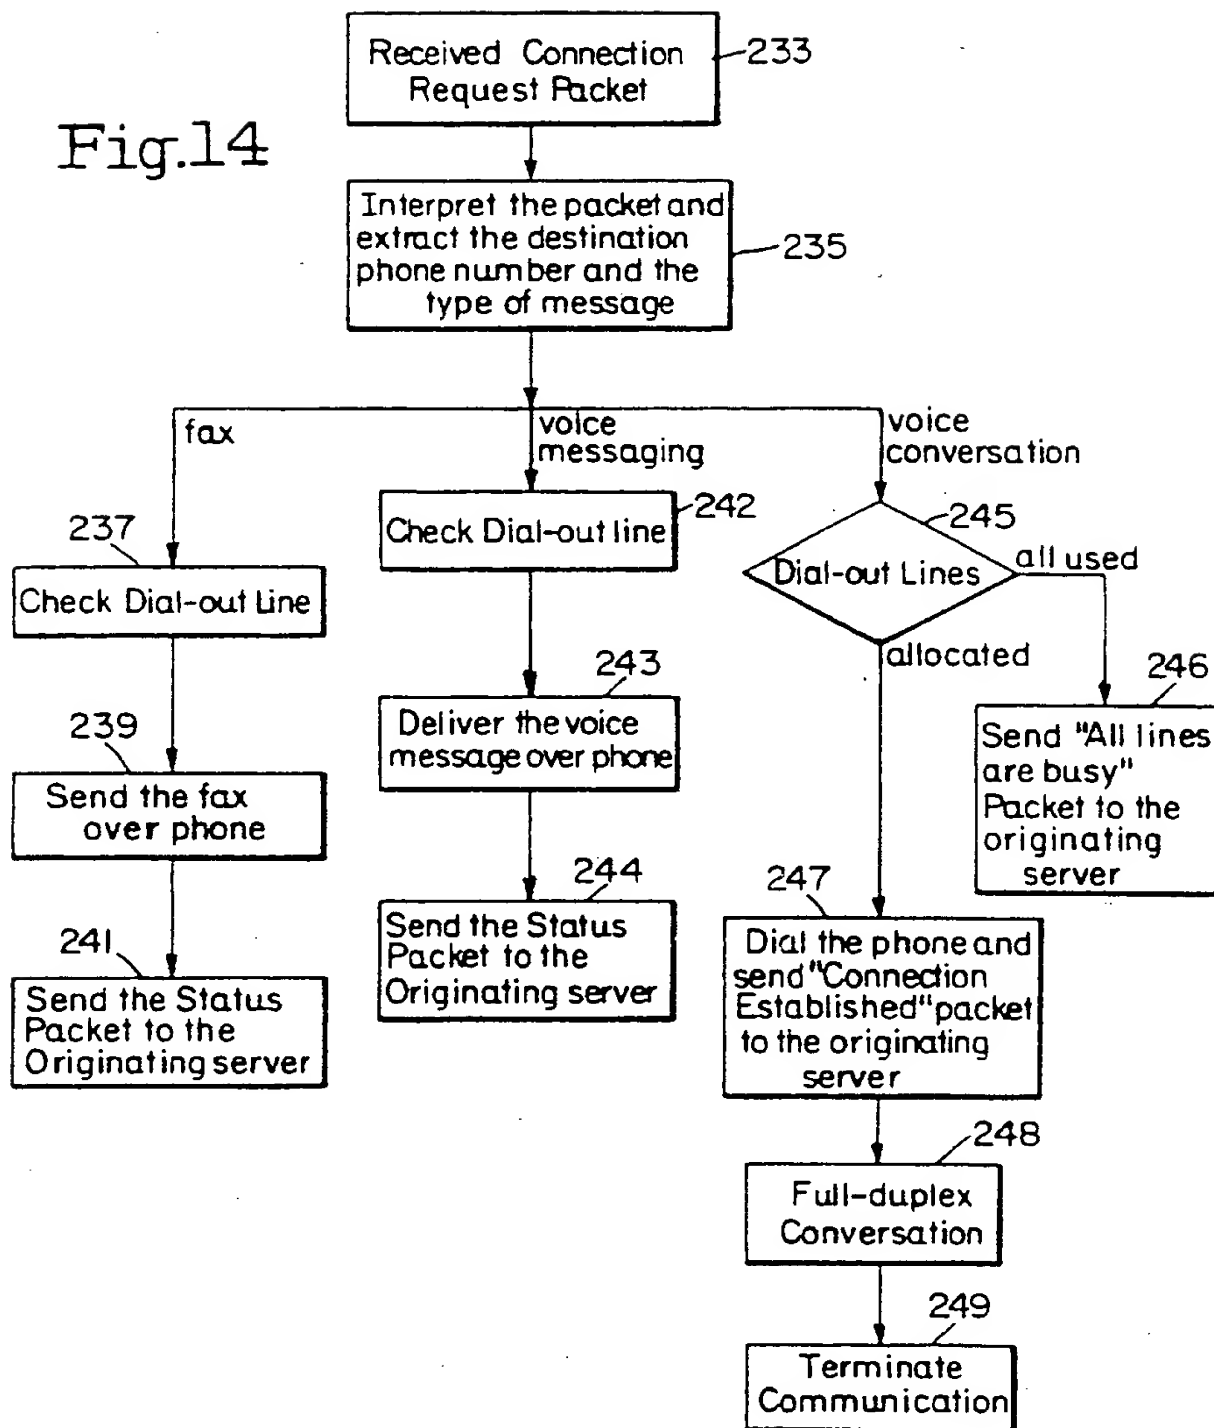 Fig.14
Received Connection
Request Packet
233
Interpret the packet and
extract the destination
phone number and the
type of message
235
fax
voice
messaging
voice
conversation
237
Check Dial-out Line
242
Check Dial-out line
245
Dial-out Lines
all used
allocated
239
Send the fax
over phone
243
Deliver the voice
message over phone
246
Send "All lines
are busy"
Packet to the
originating
server
241
Send the Status
Packet to the
Originating server
244
Send the Status
Packet to the
Originating server
247
Dial the phone and
send "Connection
Established" packet
to the originating
server
248
Full-duplex
Conversation
249
Terminate
Communication